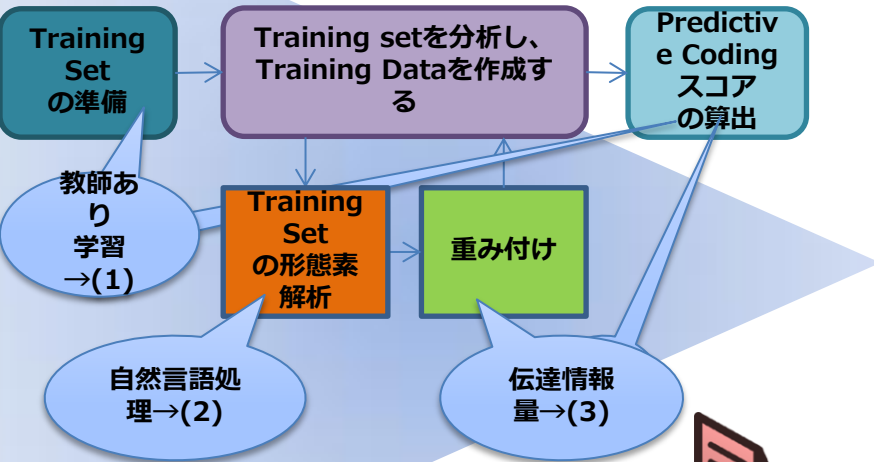 Training
Set
の準備
Training setを分析し、
Training Dataを作成す
る
Predictiv
e Coding
スコア
の算出
教師あ
り
学習
→(1)
Training
Set
の形態素
解析
重み付け
自然言語処
理→(2)
伝達情報
量→(3)